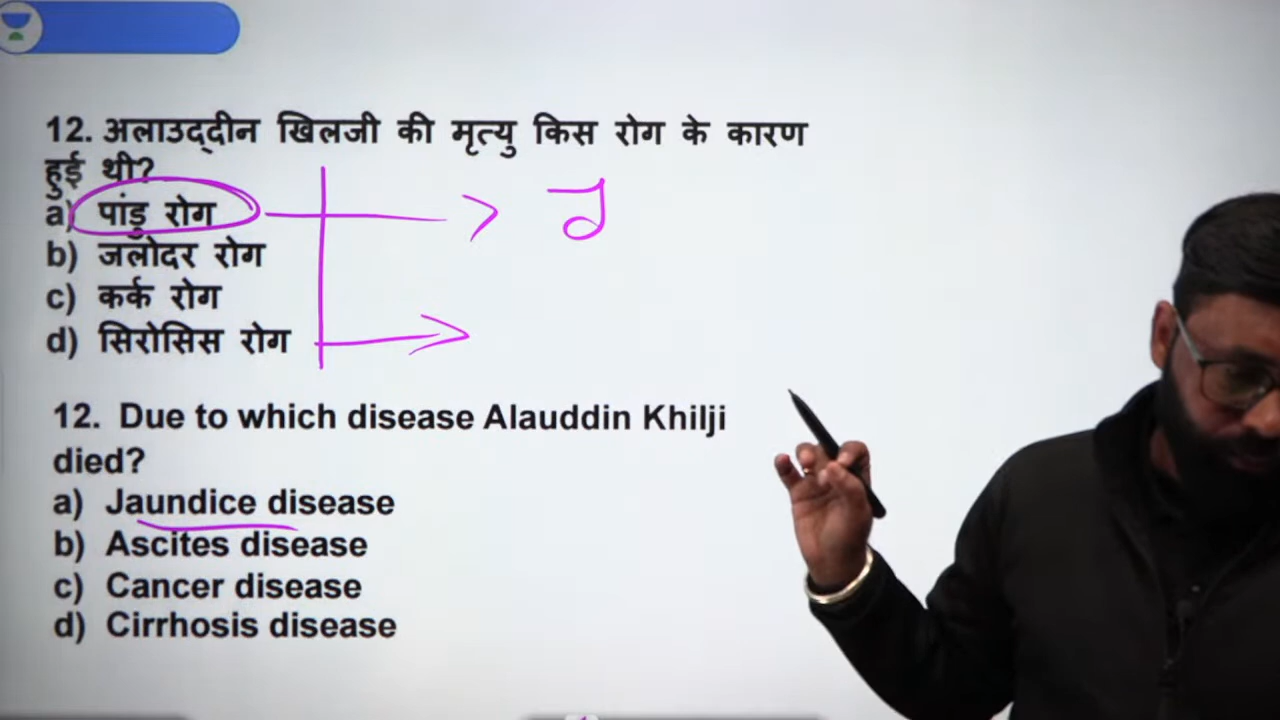 12. अलाउद्दीन खिलजी की मृत्यु किस रोग के कारण
हुई थी?
a) पांडु रोग
b) जलोदर रोग
c) कर्क रोग
d) सिरोसिस रोग
12. Due to which disease Alauddin Khilji
died?
a) Jaundice disease
b) Ascites disease
c) Cancer disease
d) Cirrhosis disease